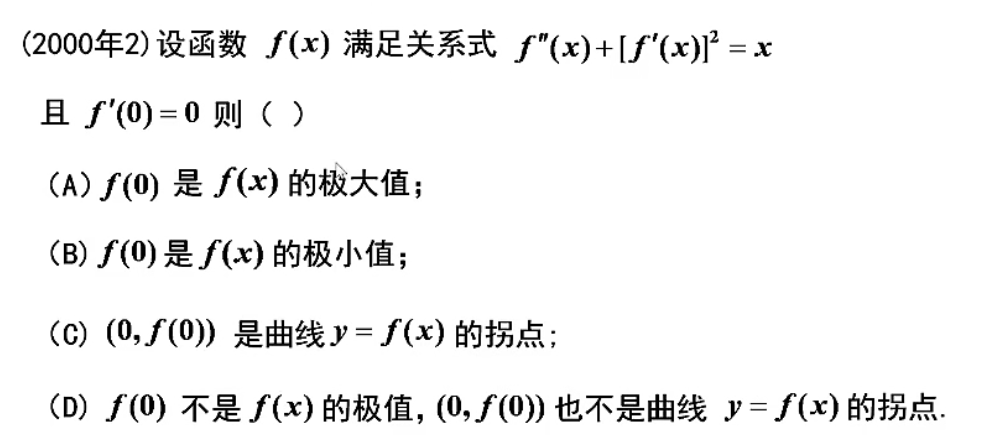 (2000年2)设函数 f(x) 满足关系式 f″(x)+[f′(x)]²=x
且 f′(0)=0 则（ ）
(A) f(0) 是 f(x) 的极大值；
(B) f(0)是 f(x) 的极小值；
(C) (0,f(0)) 是曲线 y=f(x) 的拐点；
(D) f(0) 不是 f(x) 的极值，(0,f(0)) 也不是曲线 y=f(x) 的拐点.